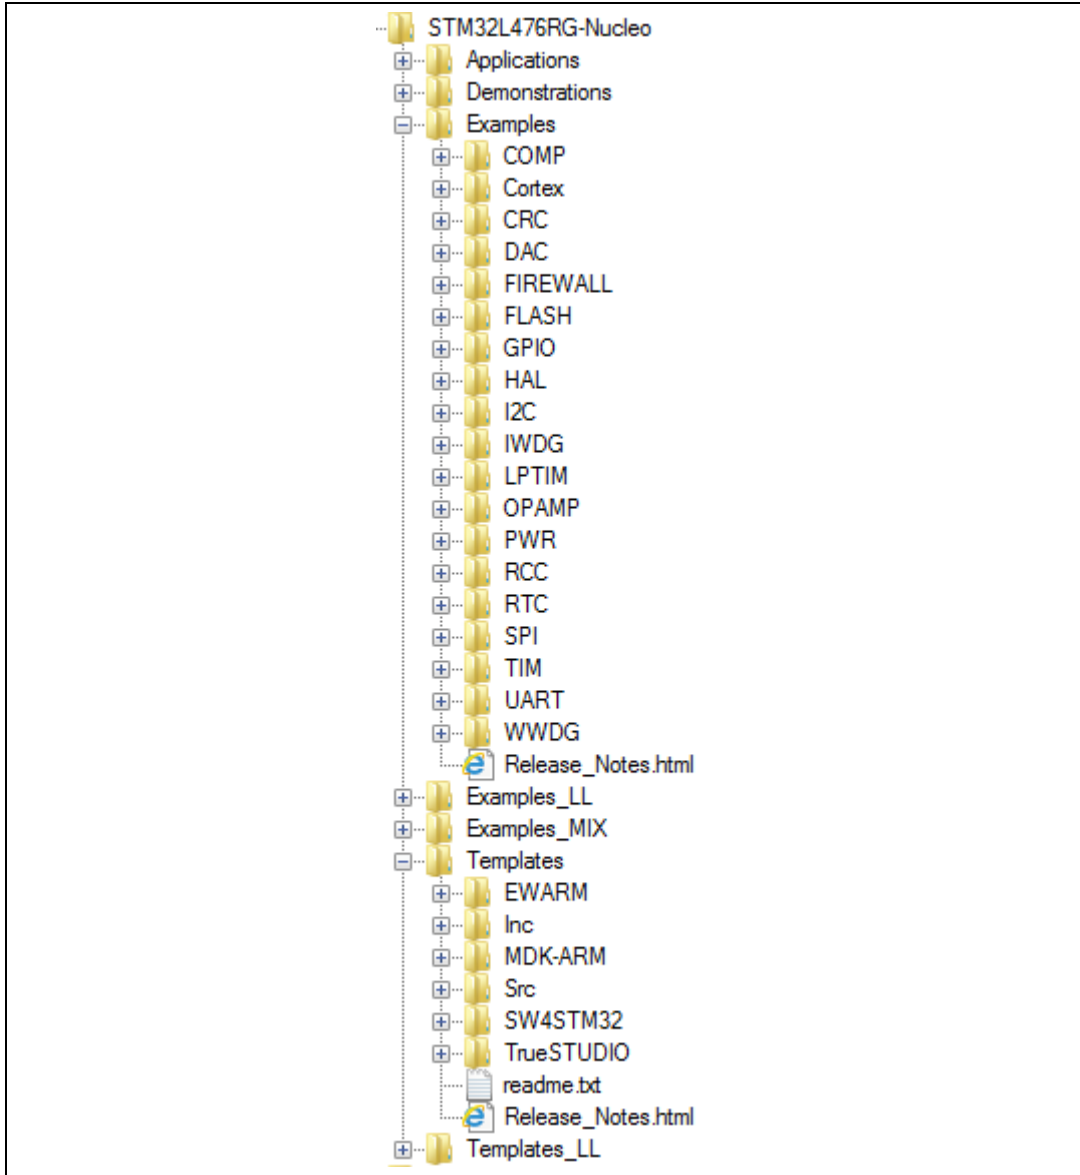 STM32L476RG-Nucleo
Applications
Demonstrations
Examples
COMP
Cortex
CRC
DAC
FIREWALL
FLASH
GPIO
HAL
I2C
IWDG
LPTIM
OPAMP
PWR
RCC
RTC
SPI
TIM
UART
WWDG
Release_Notes.html
Examples_LL
Examples_MIX
Templates
EWARM
Inc
MDK-ARM
Src
SW4STM32
TrueSTUDIO
readme.txt
Release_Notes.html
Templates_LL